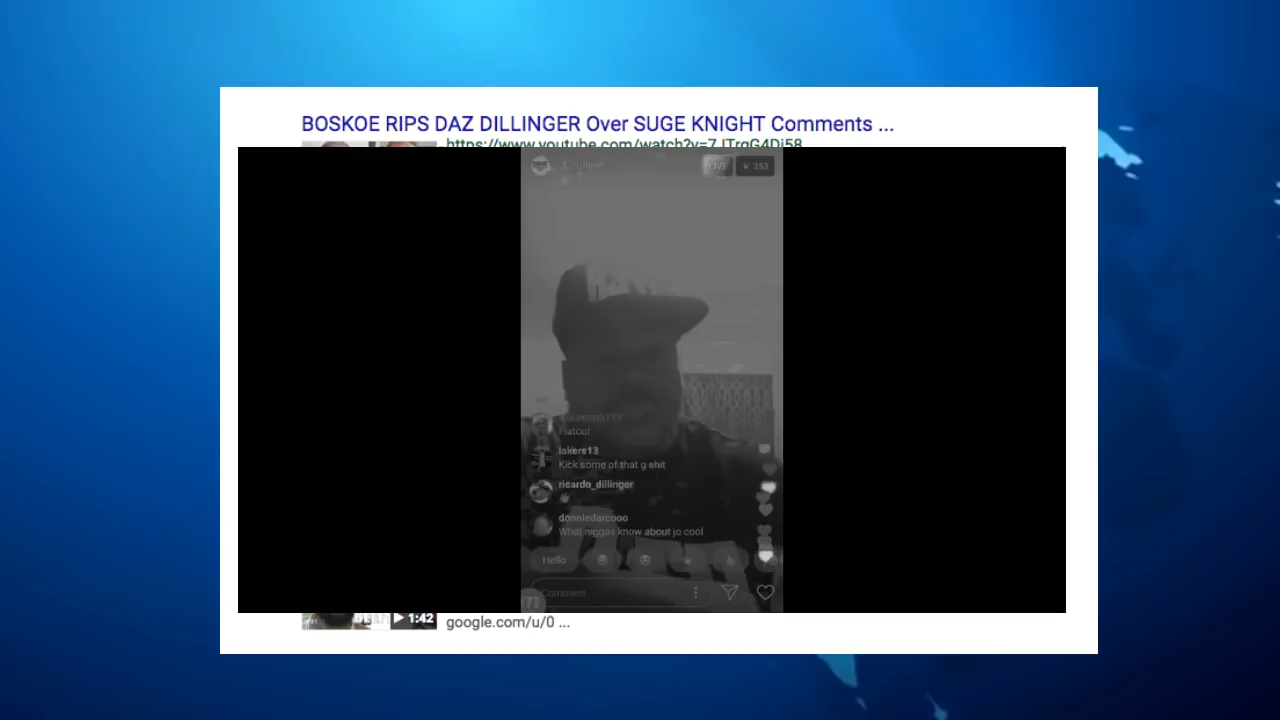 BOSKOE RIPS DAZ DILLINGER Over SUGE KNIGHT Comments ...
LIVE 353
Flatout
lakers13
Kick some of that g shit
ricardo_dillinger
donniedarcooo
What niggas know about jo cool
Hello
Comment
1:42
google.com/u/0 ...